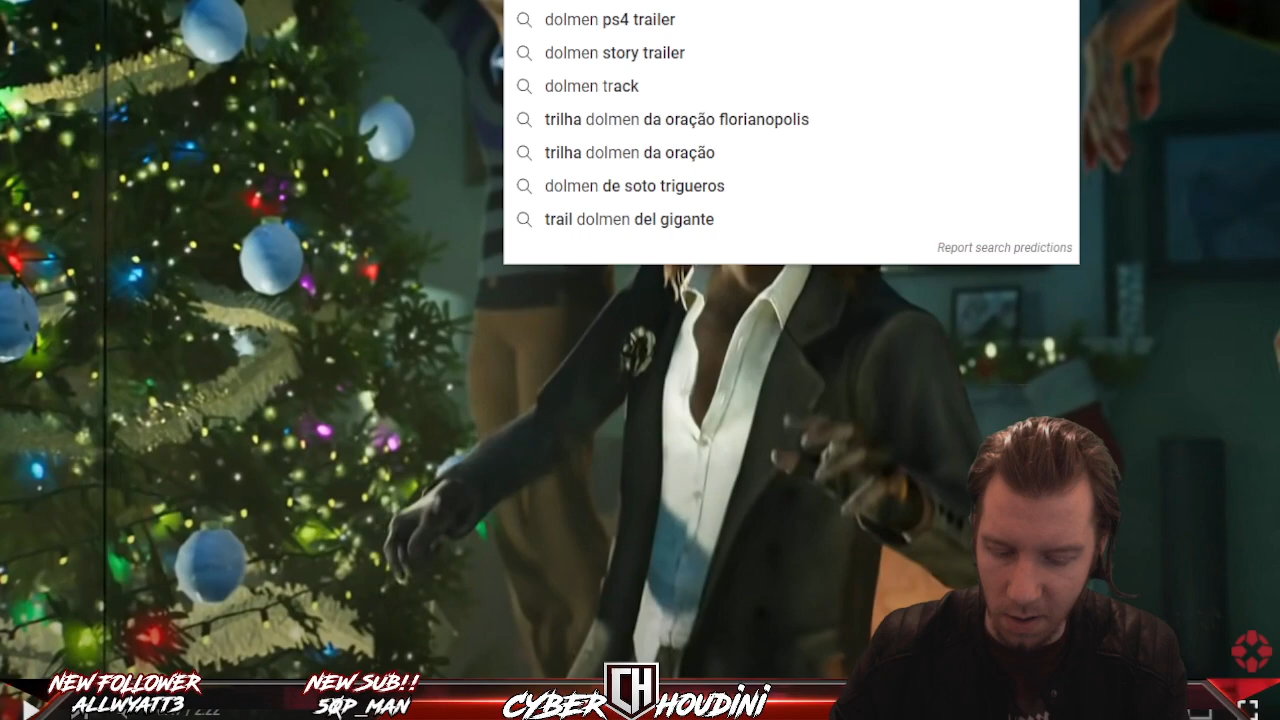 dolmen ps4 trailer
dolmen story trailer
dolmen track
trilha dolmen da oração florianopolis
trilha dolmen da oração
dolmen de soto trigueros
trail dolmen del gigante
Report search predictions
NEW FOLLOWER
ALLWYATT3
NEW SUB!!
5ØP_MAN
CYBER CH HOUDINI